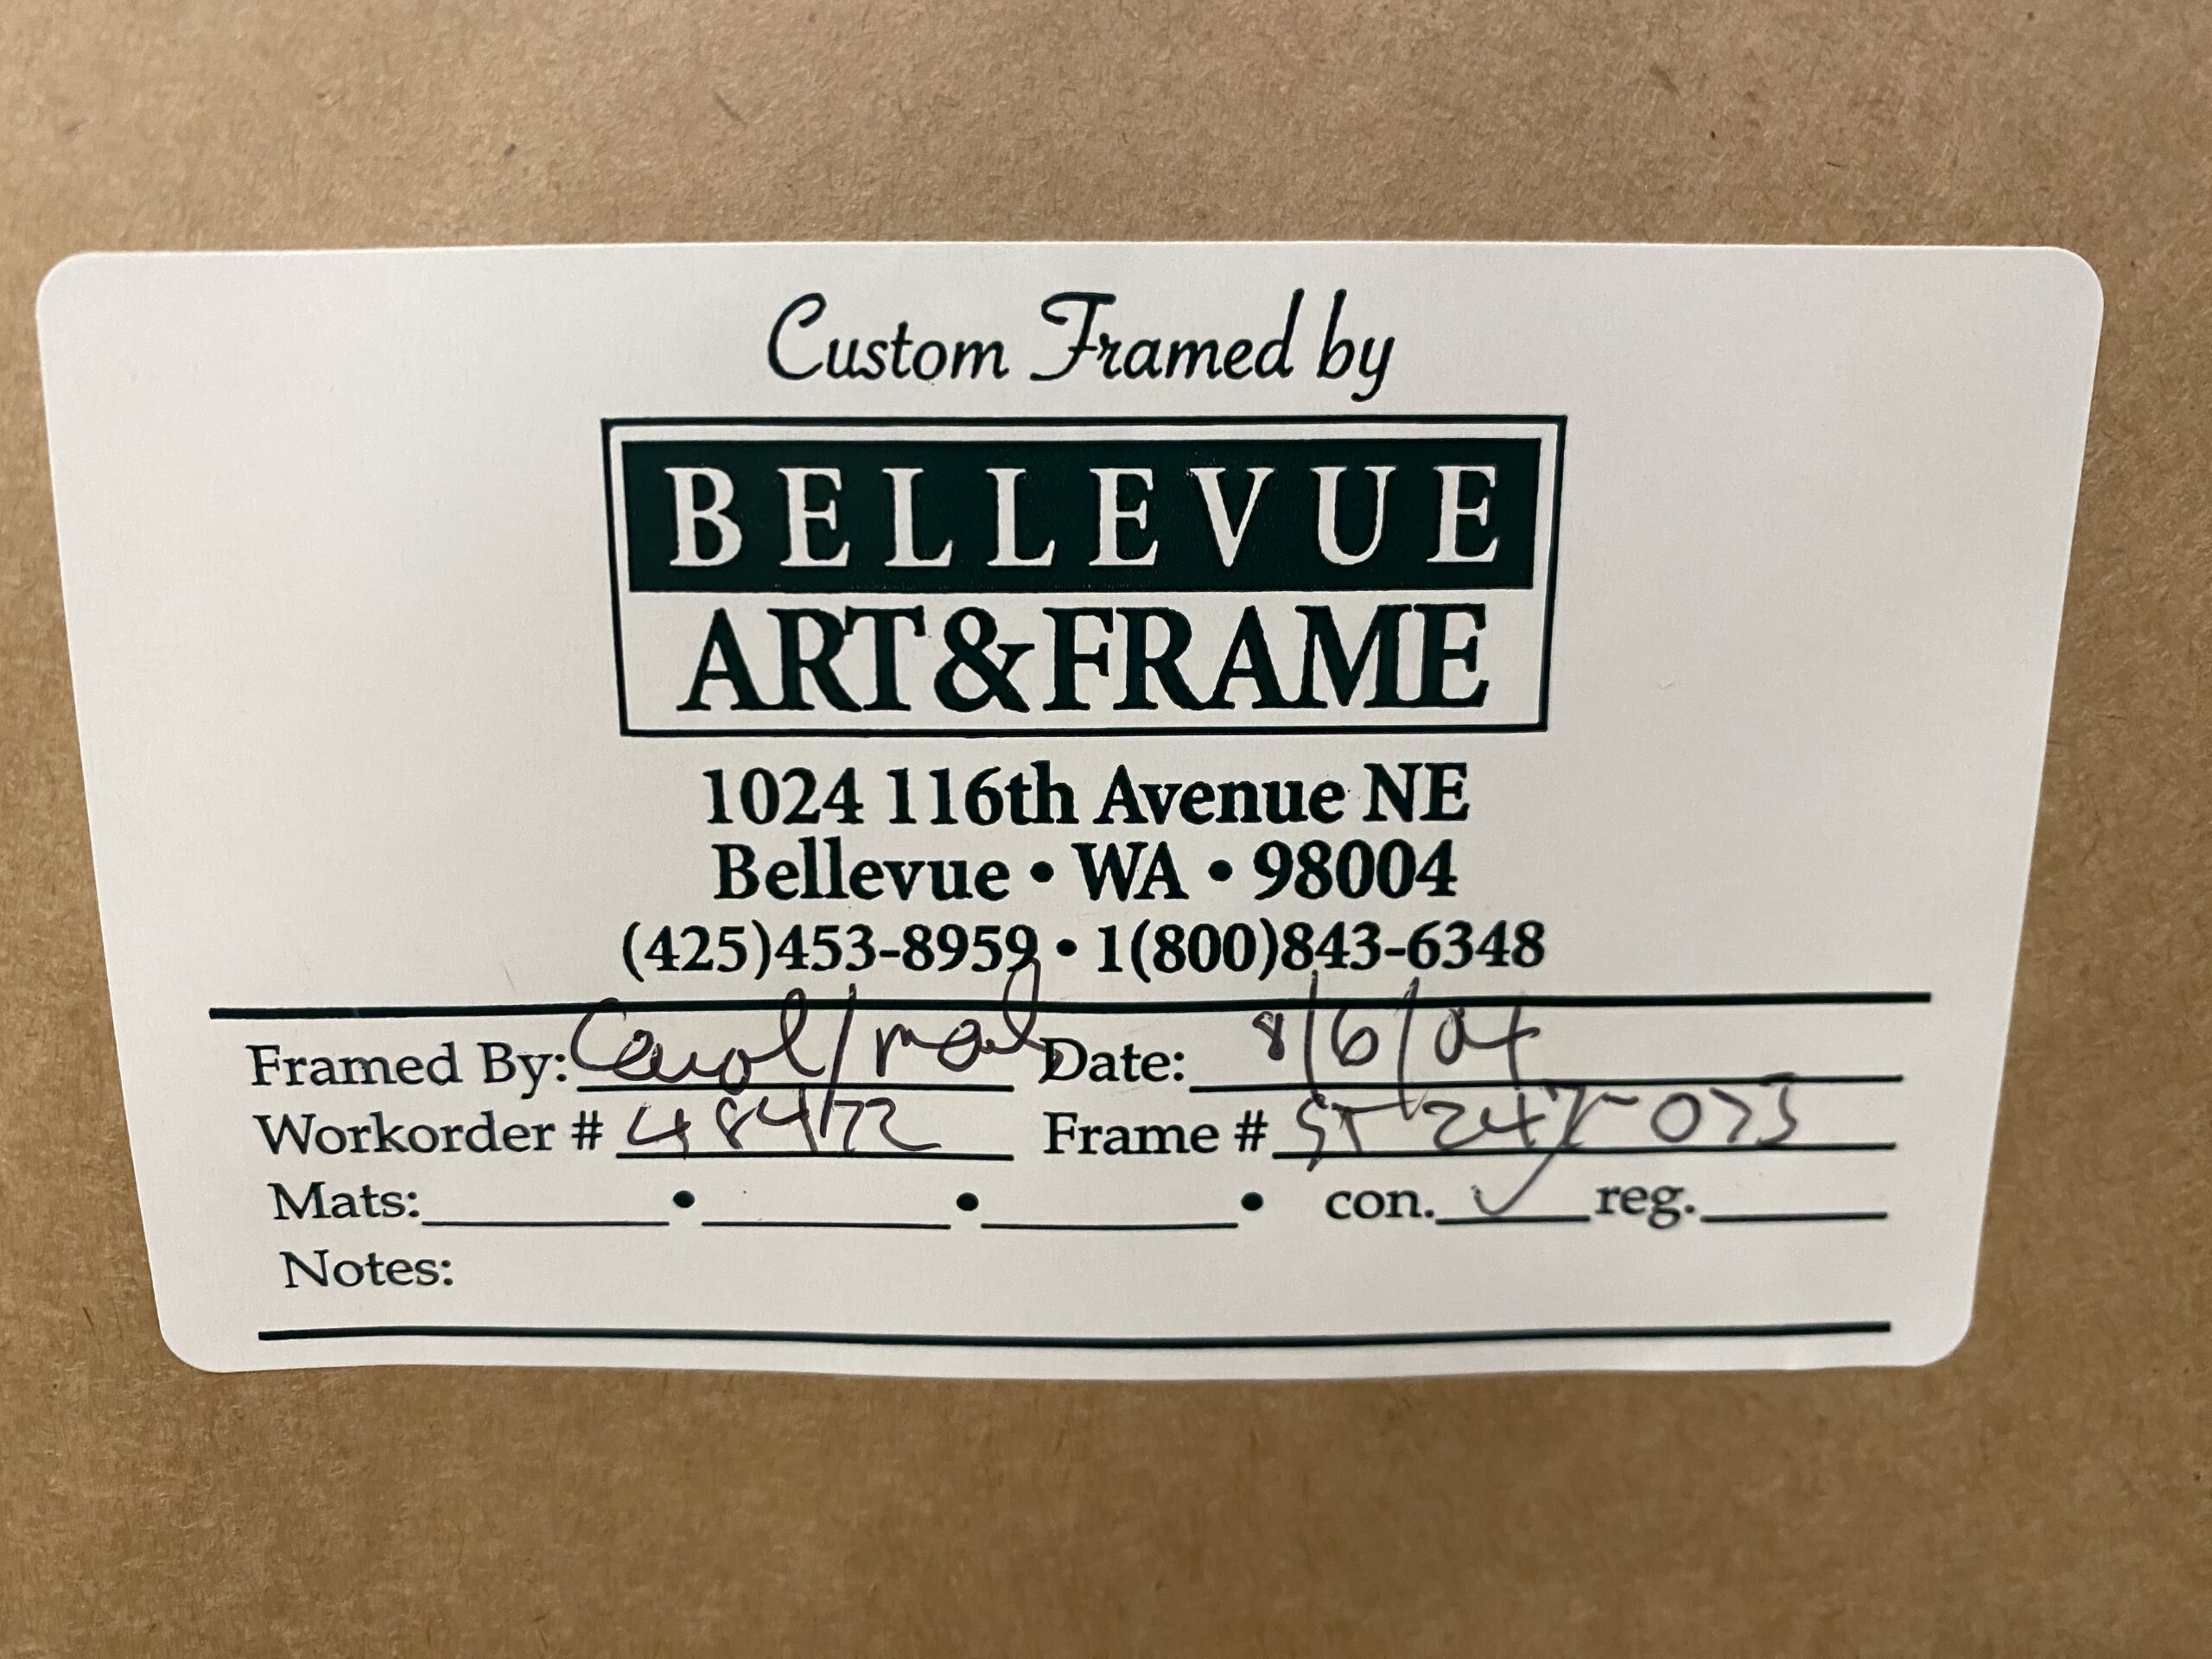 Custom Framed by
BELLEVUE
ART&FRAME
1024 116th Avenue NE
Bellevue • WA • 98004
(425)453-8959 • 1(800)843-6348
Framed By: Carol/ Date: 8/6/04
Workorder # 48472 Frame #
Mats: • • • con. ✓ reg.
Notes: